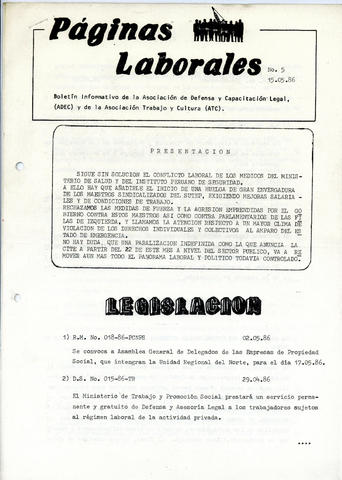 Páginas
Laborales
No. 5
15.05.86
Boletín Informativo de la Asociación de Defensa y Capacitación Legal,
(ADEC) y de la Asociación Trabajo y Cultura (ATC).
PRESENTACION
SIGUE SIN SOLUCION EL CONFLICTO LABORAL DE LOS MEDICOS DEL MINIS-
TERIO DE SALUD Y DEL INSTITUTO PERUANO DE SEGURIDAD.
A ELLO HAY QUE AÑADIRLE EL INICIO DE UNA HUELGA DE GRAN ENVERGADURA
DE LOS MAESTROS SINDICALIZADOS DEL SUTEP, EXIGIENDO MEJORAS SALARIA-
LES Y DE CONDICIONES DE TRABAJO.
RECHAZAMOS LAS MEDIDAS DE FUERZA Y LA AGRESION EMPRENDIDAS POR EL GO
BIERNO CONTRA ESTOS MAESTROS ASI COMO CONTRA PARLAMENTARIOS DE LAS FI
LAS DE IZQUIERDA, Y LLAMAMOS LA ATENCION RESPECTO A UN MAYOR CLIMA DE
VIOLACION DE LOS DERECHOS INDIVIDUALES Y COLECTIVOS AL AMPARO DEL ES
TADO DE EMERGENCIA.
NO HAY DUDA, QUE UNA PARALIZACION INDEFINIDA COMO LA QUE ANUNCIA LA
CITE A PARTIR DEL 22 DE ESTE MES A NIVEL DEL SECTOR PUBLICO, VA A RE
MOVER AUN MAS TODO EL PANORAMA LABORAL Y POLITICO TODAVIA CONTROLADO.
LEGISLACION
1) R.M. No. 018-86-PCNPS 02.05.86
Se convoca a Asamblea General de Delegados de las Empresas de Propiedad
Social, que integran la Unidad Regional del Norte, para el día 17.05.86.
2) D.S. No. 015-86-TR 29.04.86
El Ministerio de Trabajo y Promoción Social prestará un servicio perma-
nente y gratuito de Defensa y Asesoría Legal a los trabajadores sujetos
al régimen laboral de la actividad privada.
....